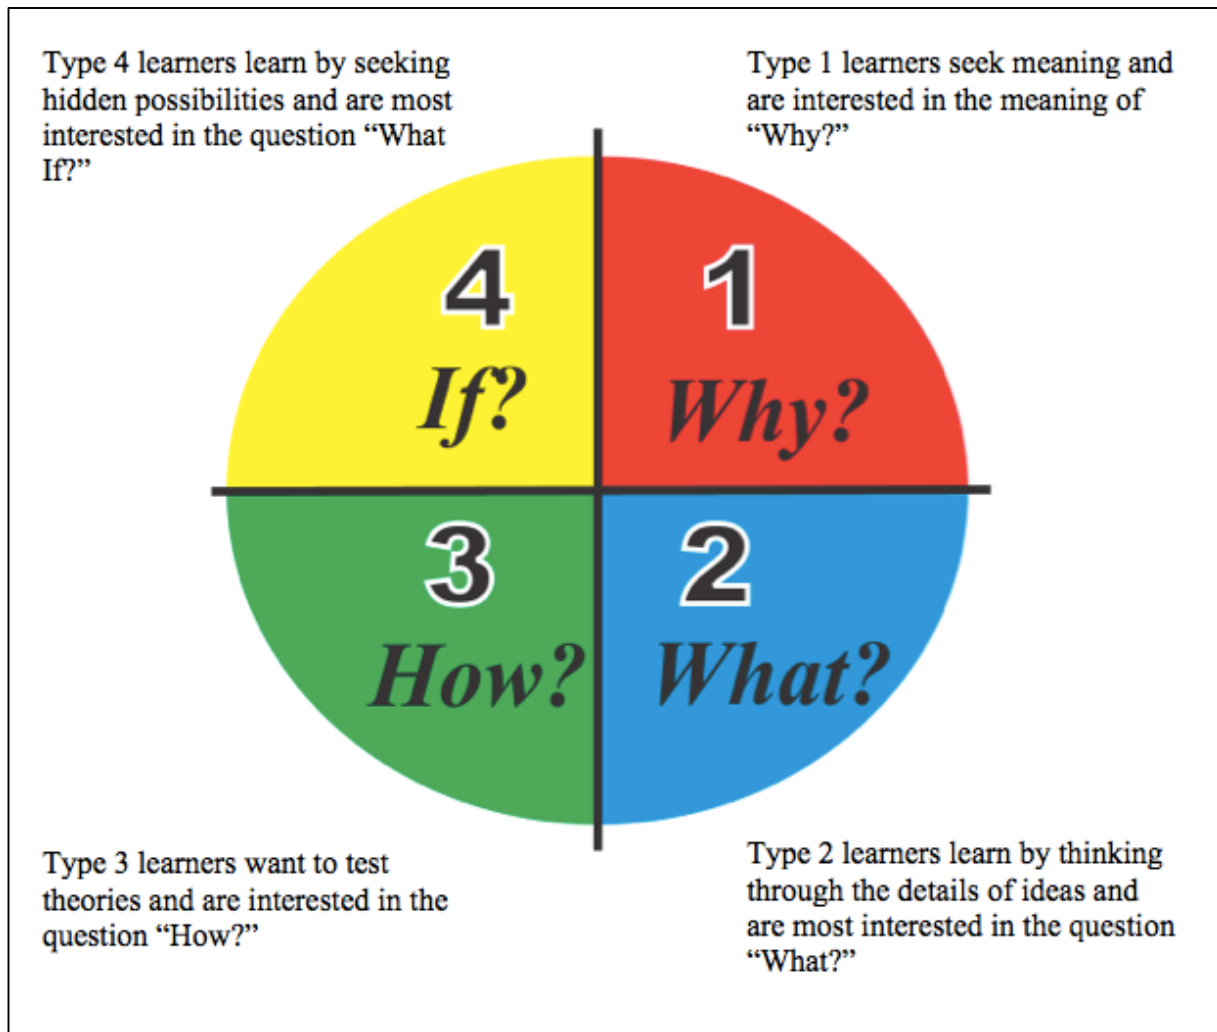 Type 4 learners learn by seeking
hidden possibilities and are most
interested in the question “What
If?”
Type 1 learners seek meaning and
are interested in the meaning of
“Why?”
4
If?
1
Why?
3
How?
2
What?
Type 3 learners want to test
theories and are interested in the
question “How?”
Type 2 learners learn by thinking
through the details of ideas and
are most interested in the question
“What?”